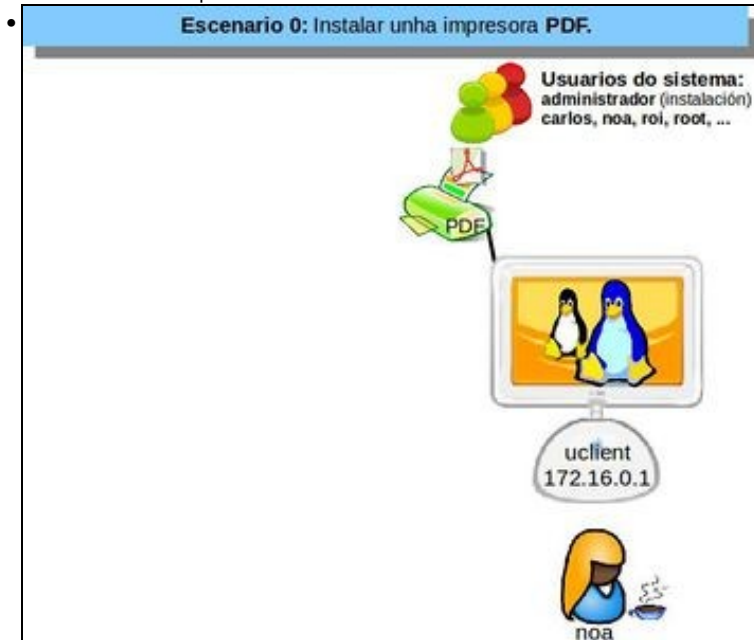 Escenario 0: Instalar unha impresora PDF.
Usuarios do sistema:
administrador (instalación)
carlos, noa, roi, root, ...
PDF
uclient
172.16.0.1
noa